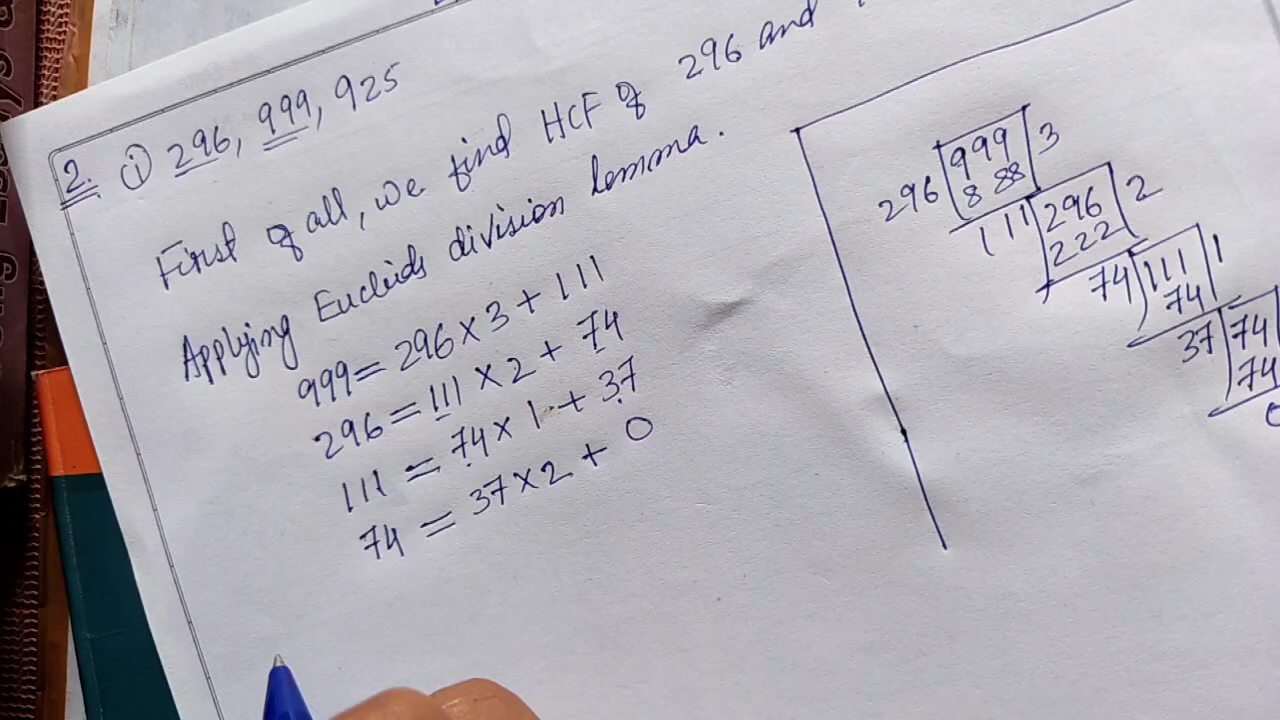 2. (i) 296, 999, 925
First of all, we find HCF of 296 and
Applying Euclids division lemma.
999 = 296 × 3 + 111
296 = 111 × 2 + 74
111 = 74 × 1 + 37
74 = 37 × 2 + 0
296 999 3
888
111 296 2
222
74 111 1
74
37 74
74
0